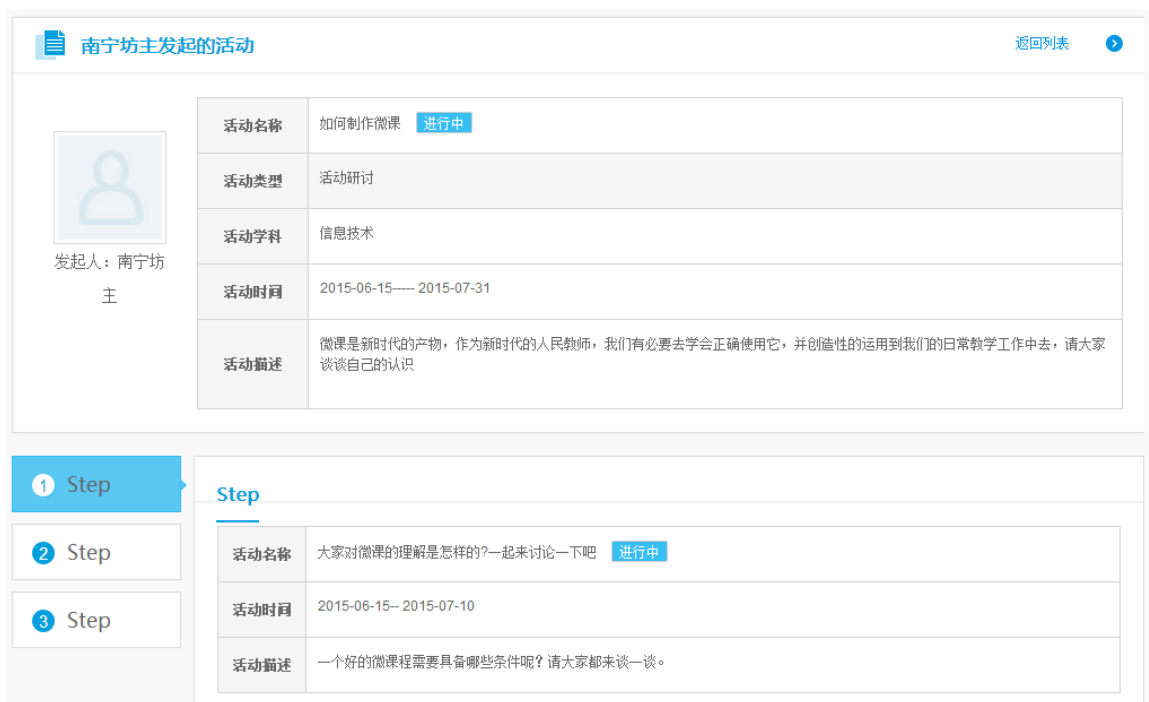 南宁坊主发起的活动
返回列表
活动名称 如何制作微课 进行中
活动类型 活动研讨
活动学科 信息技术
发起人：南宁坊
主
活动时间 2015-06-15----- 2015-07-31
活动描述 微课是新时代的产物，作为新时代的人民教师，我们有必要去学会正确使用它，并创造性的运用到我们的日常教学工作中去，请大家
谈谈自己的认识
1 Step
2 Step
3 Step
Step
活动名称 大家对微课的理解是怎样的?一起来讨论一下吧 进行中
活动时间 2015-06-15-- 2015-07-10
活动描述 一个好的微课程需要具备哪些条件呢？请大家都来谈一谈。